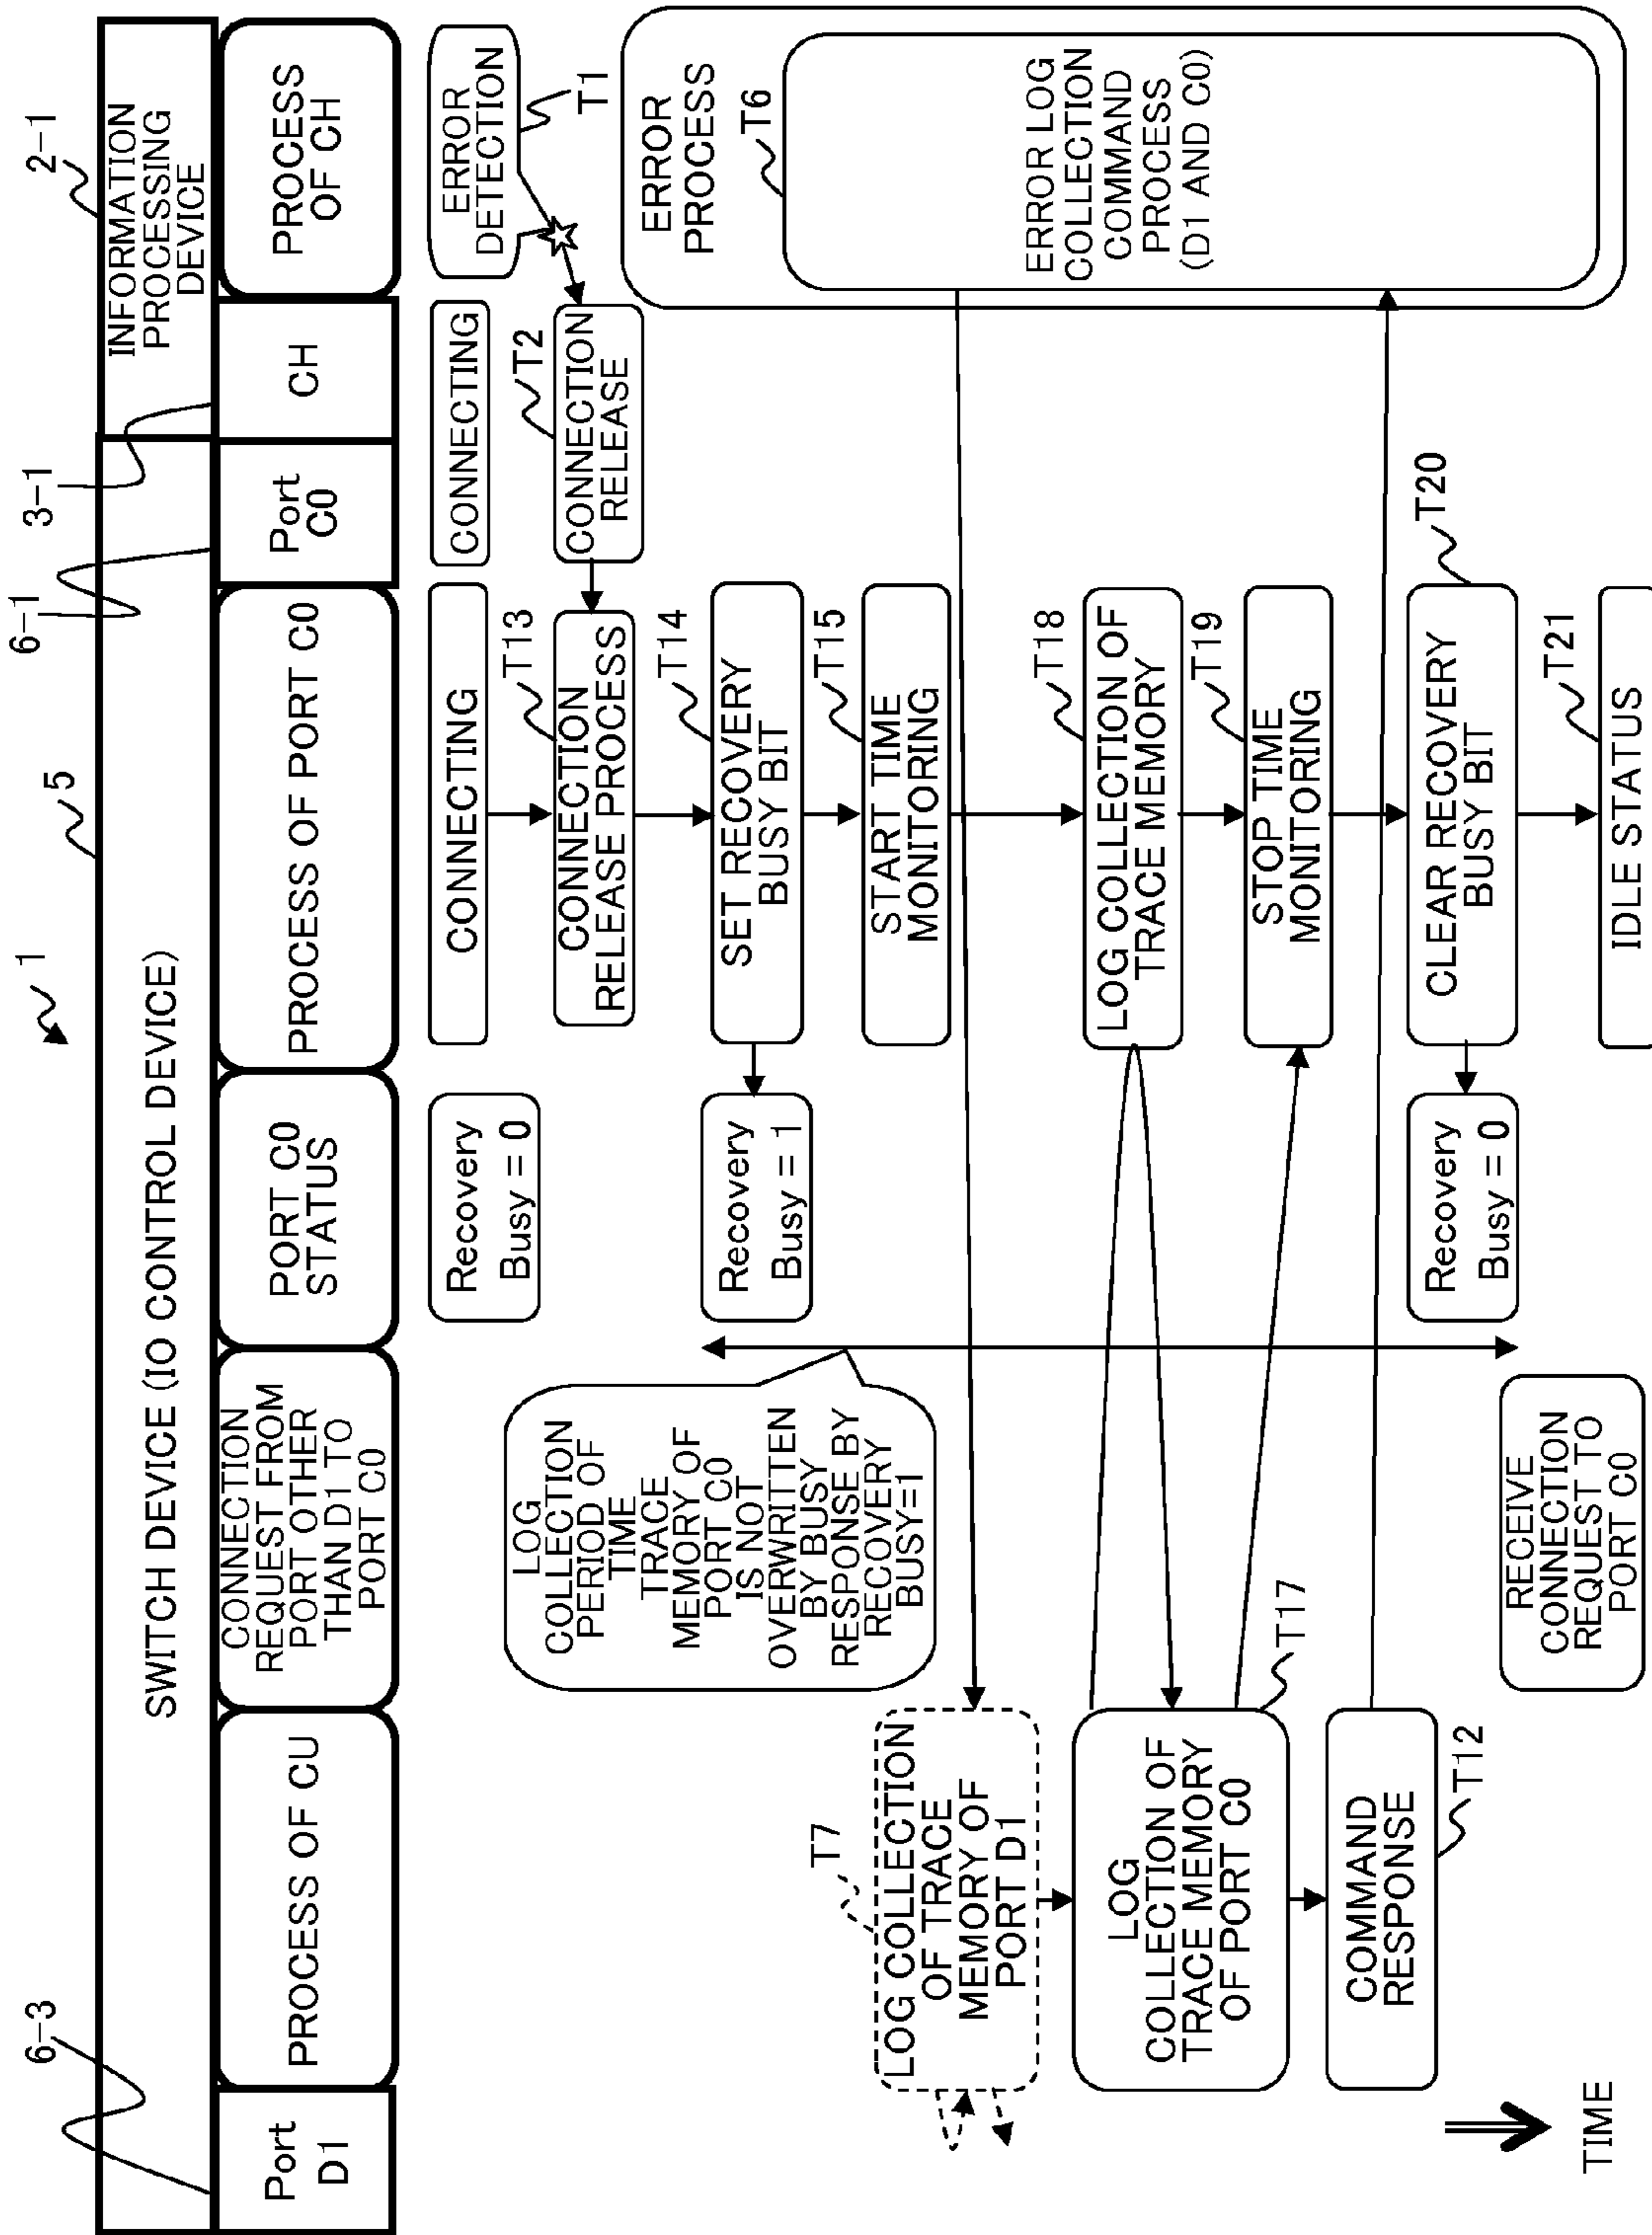 1
5
6-3
6-1
3-1
2-1
SWITCH DEVICE (IO CONTROL DEVICE)
INFORMATION
PROCESSING
DEVICE
Port
D1
PROCESS OF CU
CONNECTION
REQUEST FROM
PORT OTHER
THAN D1 TO
PORT C0
PORT C0
STATUS
PROCESS OF PORT C0
Port
C0
CH
PROCESS
OF CH
Recovery
Busy = 0
CONNECTING
CONNECTING
ERROR
DETECTION
T1
T13
CONNECTION
RELEASE PROCESS
T2
CONNECTION
RELEASE
LOG
COLLECTION
PERIOD OF
TIME
TRACE
MEMORY OF
PORT C0
IS NOT
OVERWRITTEN
BY BUSY
RESPONSE BY
RECOVERY
BUSY=1
Recovery
Busy = 1
T14
SET RECOVERY
BUSY BIT
T15
START TIME
MONITORING
ERROR
PROCESS
T6
ERROR LOG
COLLECTION
COMMAND
PROCESS
(D1 AND C0)
T7
LOG COLLECTION
OF TRACE
MEMORY OF
PORT D1
LOG
COLLECTION OF
TRACE MEMORY
OF PORT C0
T17
T18
LOG COLLECTION OF
TRACE MEMORY
T19
STOP TIME
MONITORING
COMMAND
RESPONSE
T12
Recovery
Busy = 0
CLEAR RECOVERY
BUSY BIT
T20
RECEIVE
CONNECTION
REQUEST TO
PORT C0
T21
IDLE STATUS
TIME